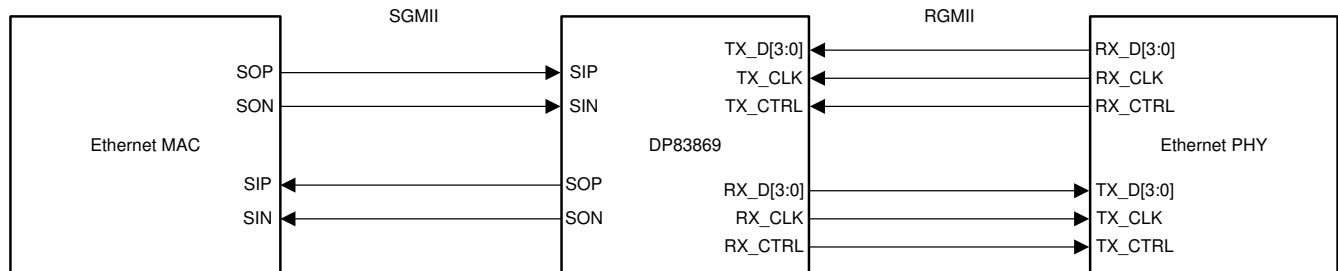 SGMII
RGMII
SOP
SON
Ethernet MAC
SIP
SIN
SIP
SIN
DP83869
SOP
SON
TX_D[3:0]
TX_CLK
TX_CTRL
RX_D[3:0]
RX_CLK
RX_CTRL
RX_D[3:0]
RX_CLK
RX_CTRL
Ethernet PHY
TX_D[3:0]
TX_CLK
TX_CTRL